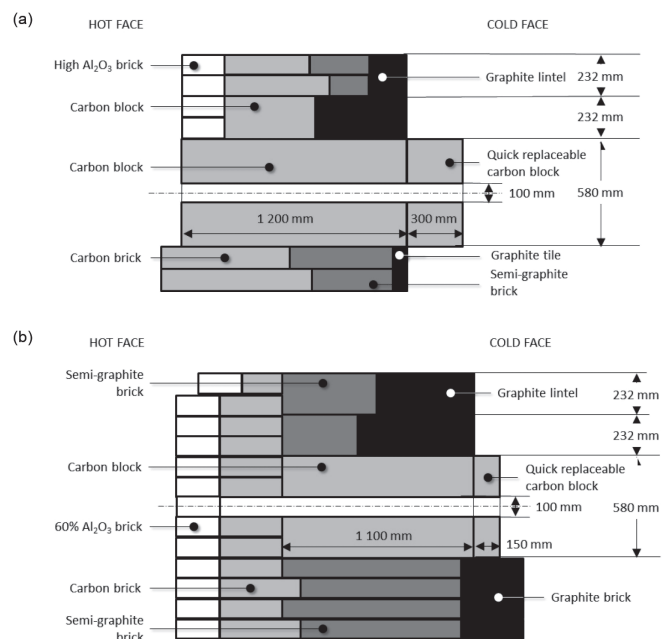 (a)
HOT FACE
COLD FACE
High Al₂O₃ brick
Graphite lintel
232 mm
Carbon block
232 mm
Carbon block
Quick replaceable
carbon block
100 mm
580 mm
1 200 mm
300 mm
Carbon brick
Graphite tile
Semi-graphite
brick
(b)
HOT FACE
COLD FACE
Semi-graphite
brick
Graphite lintel
232 mm
232 mm
Carbon block
Quick replaceable
carbon block
100 mm
580 mm
60% Al₂O₃ brick
1 100 mm
150 mm
Carbon brick
Graphite brick
Semi-graphite
brick